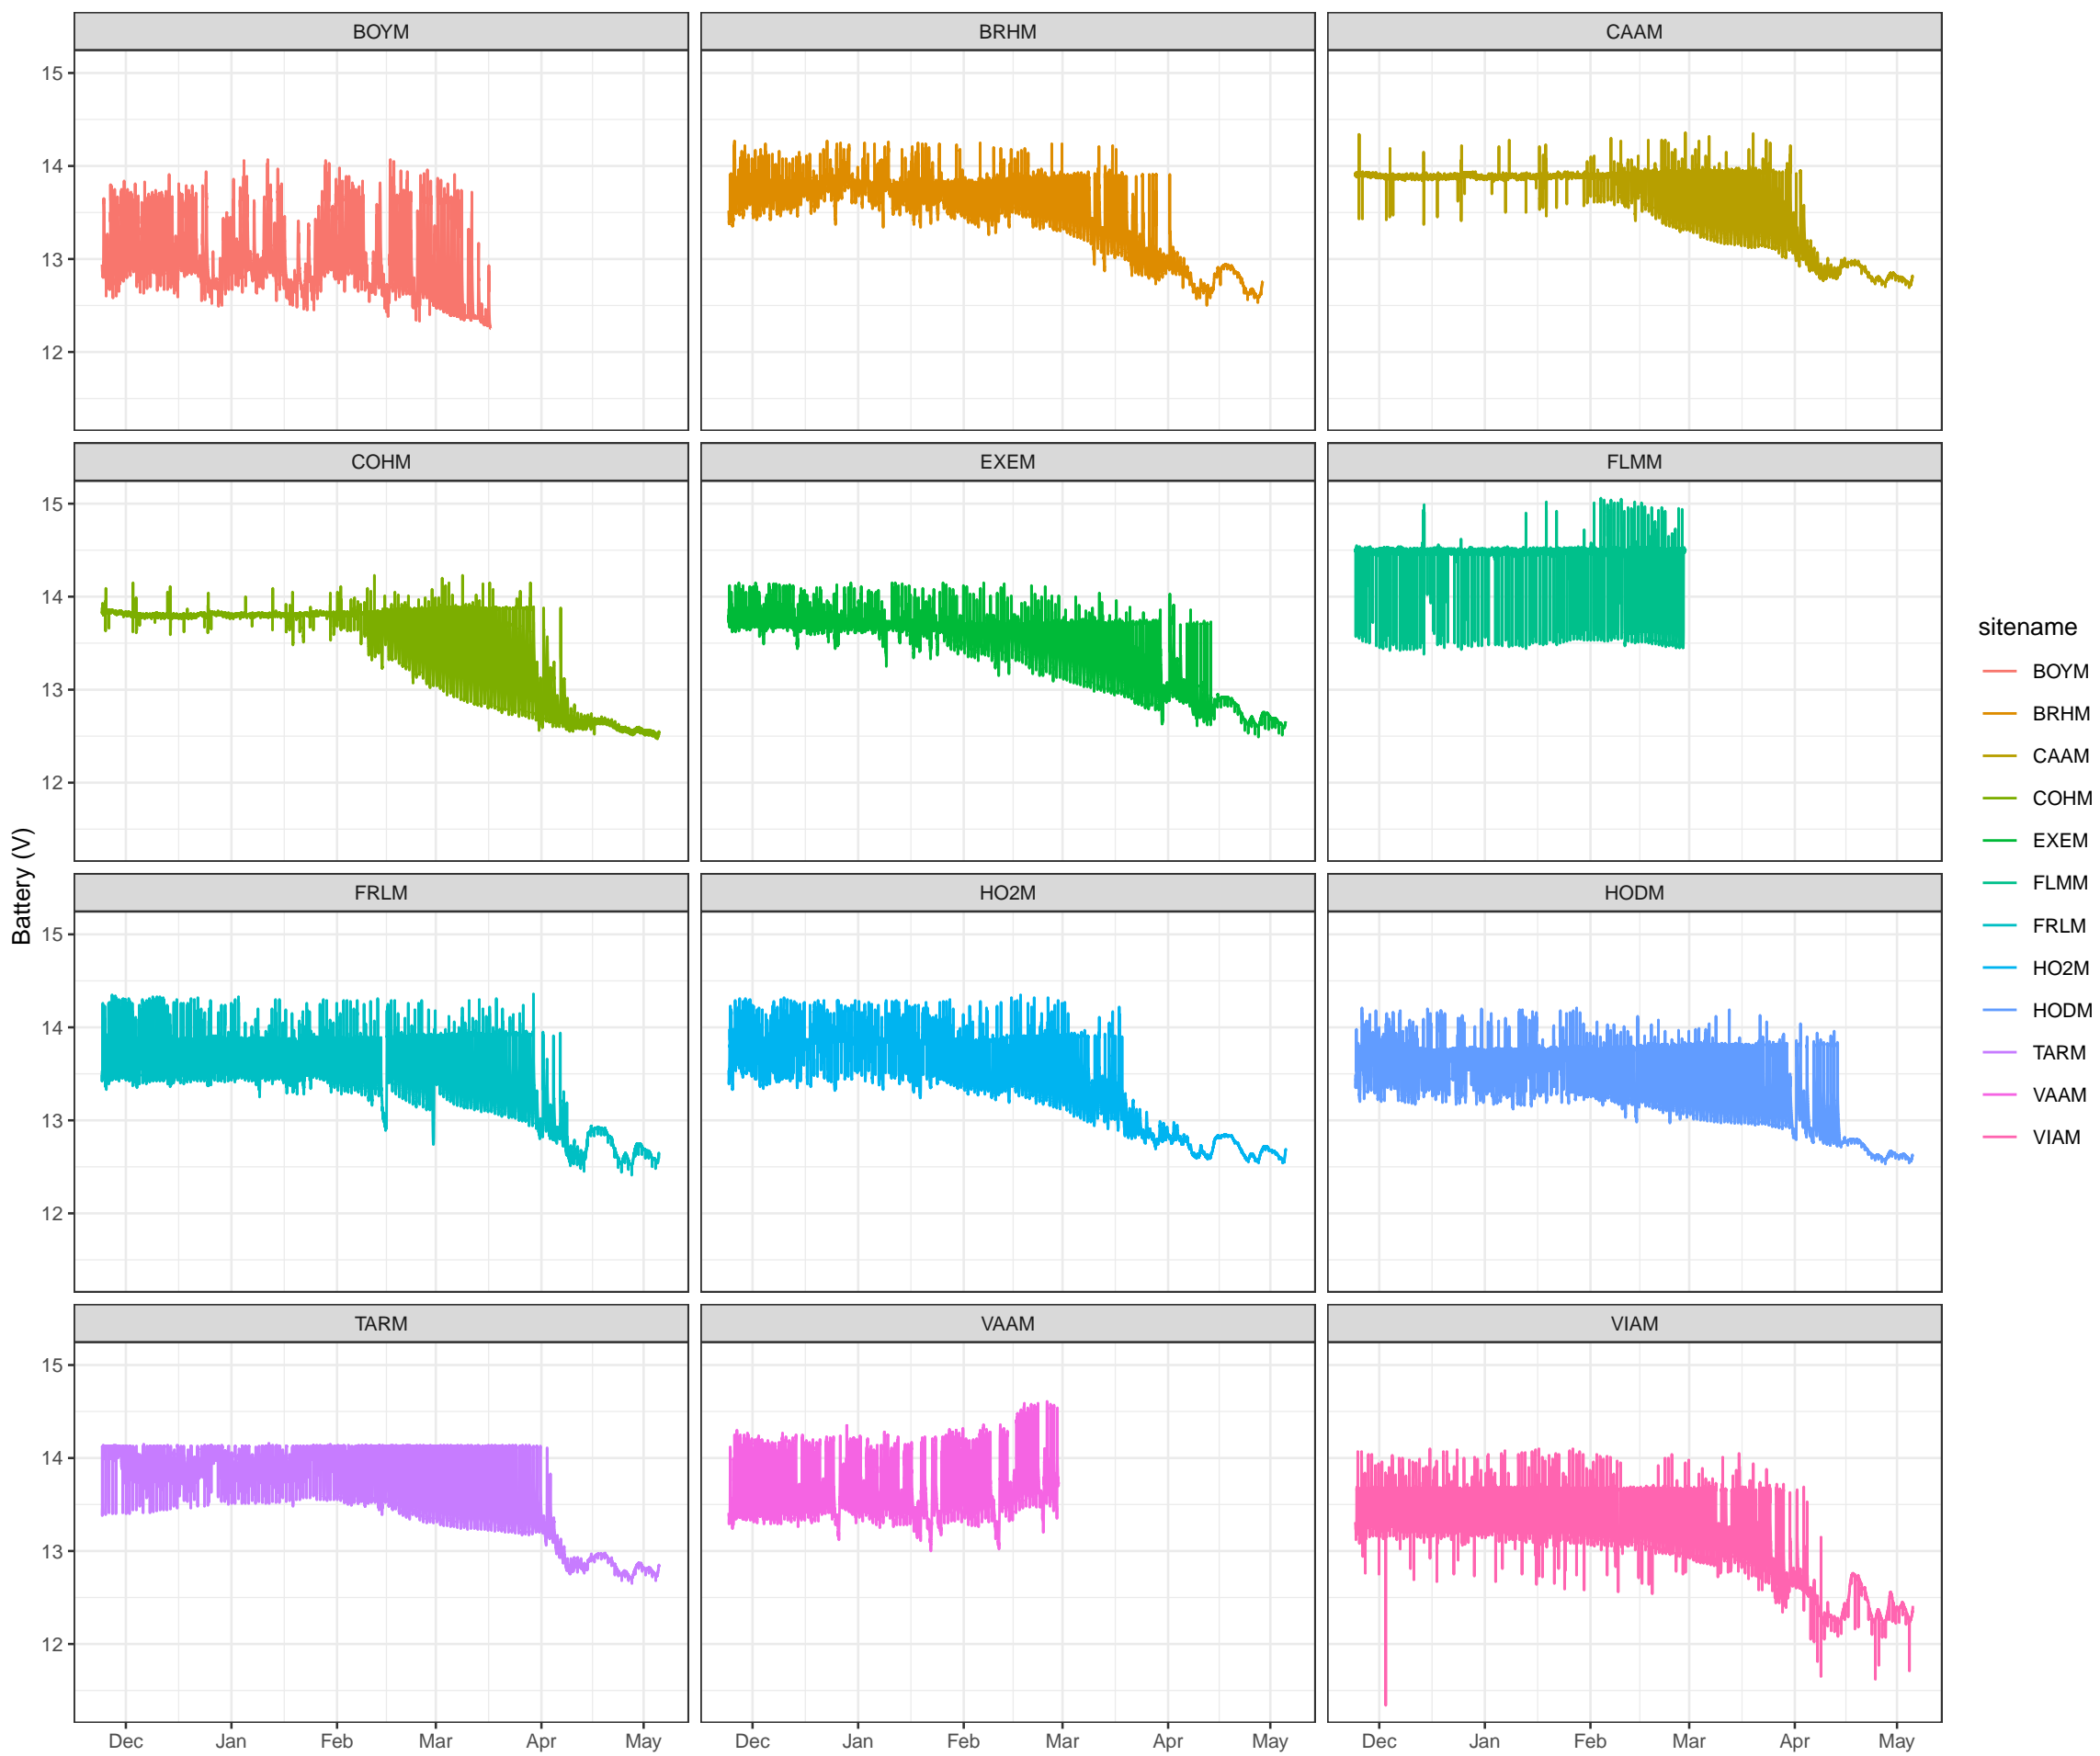 BOYM BRHM CAAM
15
14
13
12
COHM EXEM FLMM
15
14
13
12
FRLM HO2M HODM
15
14
13
12
TARM VAAM VIAM
15
14
13
12
Dec Jan Feb Mar Apr May Dec Jan Feb Mar Apr May Dec Jan Feb Mar Apr May
Battery (V)
sitename
BOYM
BRHM
CAAM
COHM
EXEM
FLMM
FRLM
HO2M
HODM
TARM
VAAM
VIAM